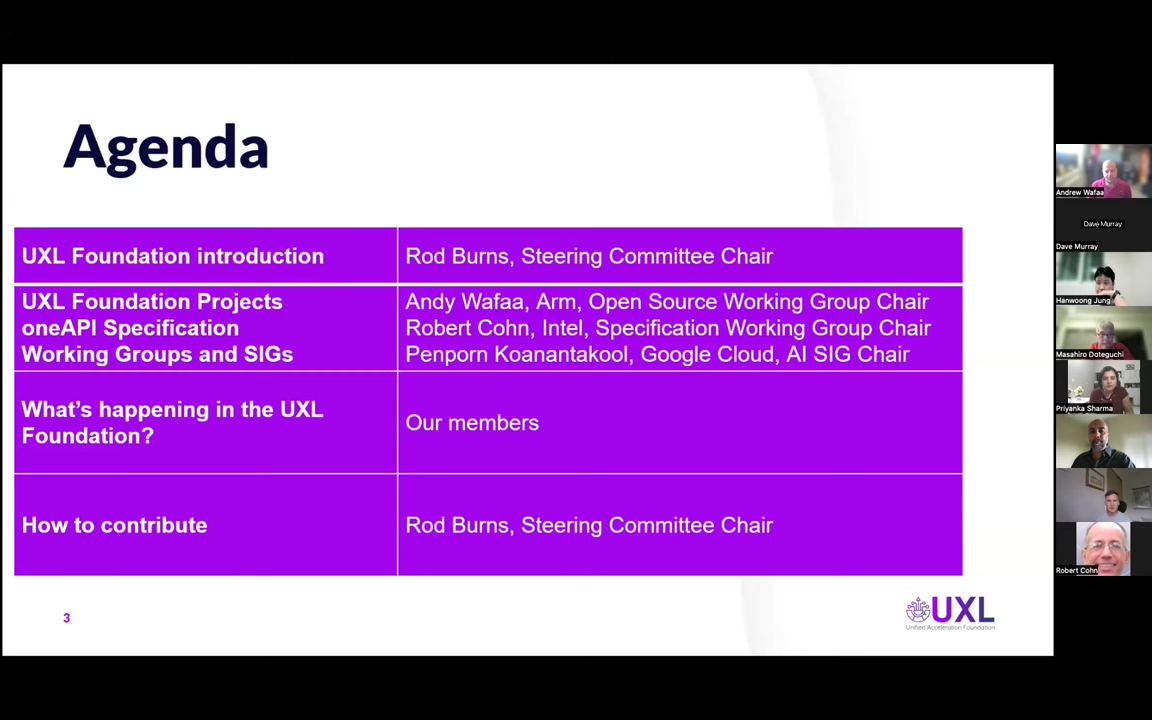 Agenda
UXL Foundation introduction
Rod Burns, Steering Committee Chair
UXL Foundation Projects
oneAPI Specification
Working Groups and SIGs
Andy Wafaa, Arm, Open Source Working Group Chair
Robert Cohn, Intel, Specification Working Group Chair
Penporn Koanantakool, Google Cloud, AI SIG Chair
What's happening in the UXL
Foundation?
Our members
How to contribute
Rod Burns, Steering Committee Chair
3
UXL
Unified Acceleration Foundation
Andrew Wafaa
Dave Murray
Dave Murray
Hanwoong Jung
Masahiro Doteguchi
Priyanka Sharma
Robert Cohn